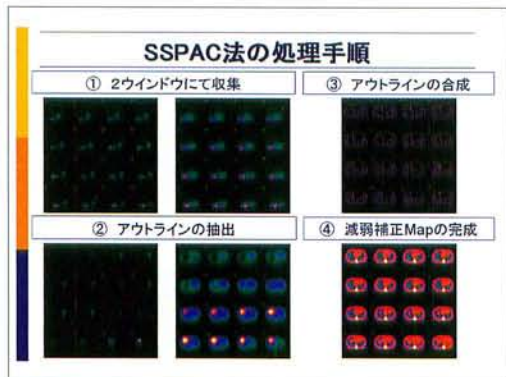 SSPAC法の処理手順
① 2ウインドウにて収集
③ アウトラインの合成
② アウトラインの抽出
④ 減弱補正Mapの完成